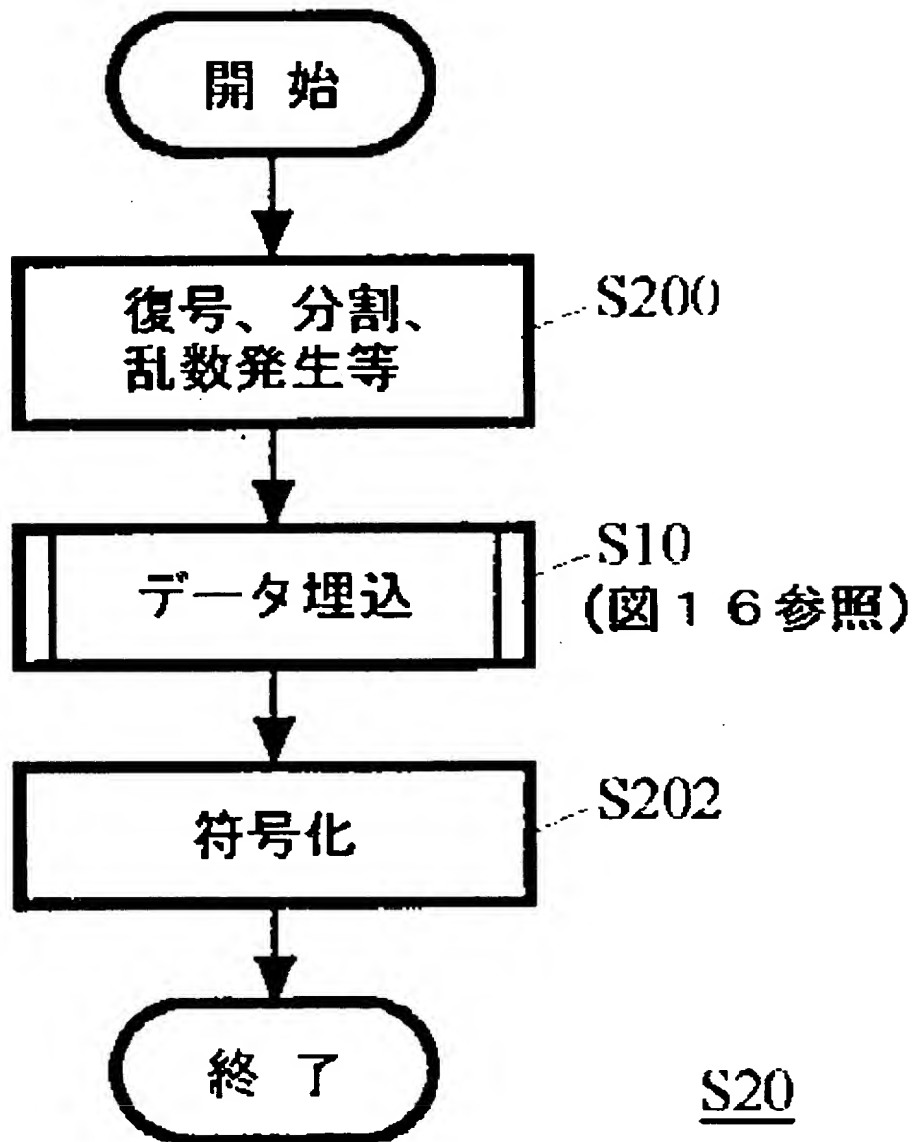 開始
復号、分割、
乱数発生等
S200
データ埋込
S10
(図16参照)
符号化
S202
終了
S20